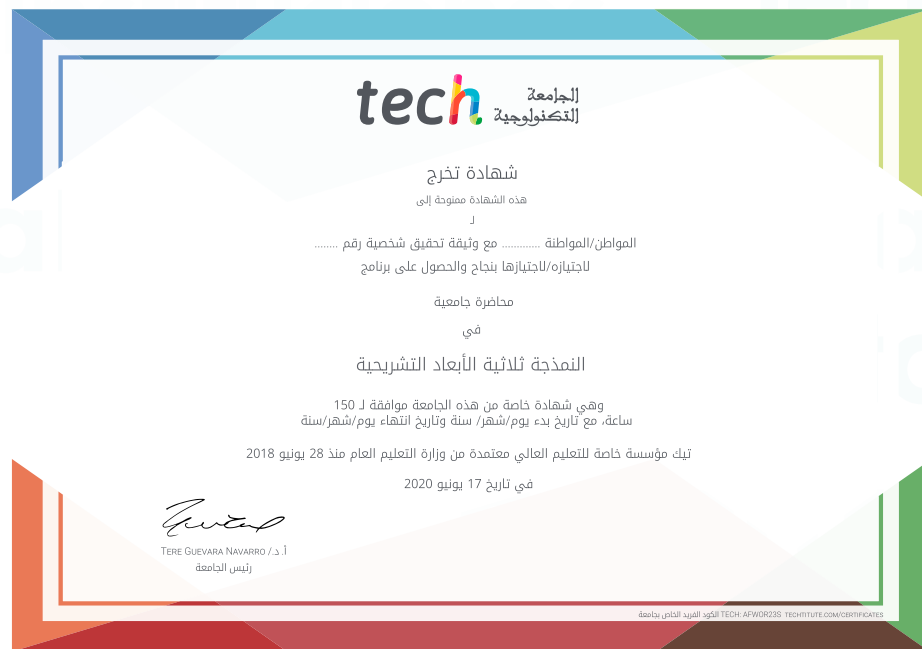 tech الجامعة
التكنولوجية
شهادة تخرج
هذه الشهادة ممنوحة إلى
لـ
المواطن/المواطنة ............ مع وثيقة تحقيق شخصية رقم ........
لاجتيازه/لاجتيازها بنجاح والحصول على برنامج
محاضرة جامعية
في
النمذجة ثلاثية الأبعاد التشريحية
وهي شهادة خاصة من هذه الجامعة موافقة لـ 150
ساعة، مع تاريخ بدء يوم/شهر/ سنة وتاريخ انتهاء يوم/شهر/سنة
تيك مؤسسة خاصة للتعليم العالي معتمدة من وزارة التعليم العام منذ 28 يونيو 2018
في تاريخ 17 يونيو 2020
أ. د./ TERE GUEVARA NAVARRO
رئيس الجامعة
الكود الفريد الخاص بجامعة TECH: AFWOR23S TECHTITUTE.COM/CERTIFICATES